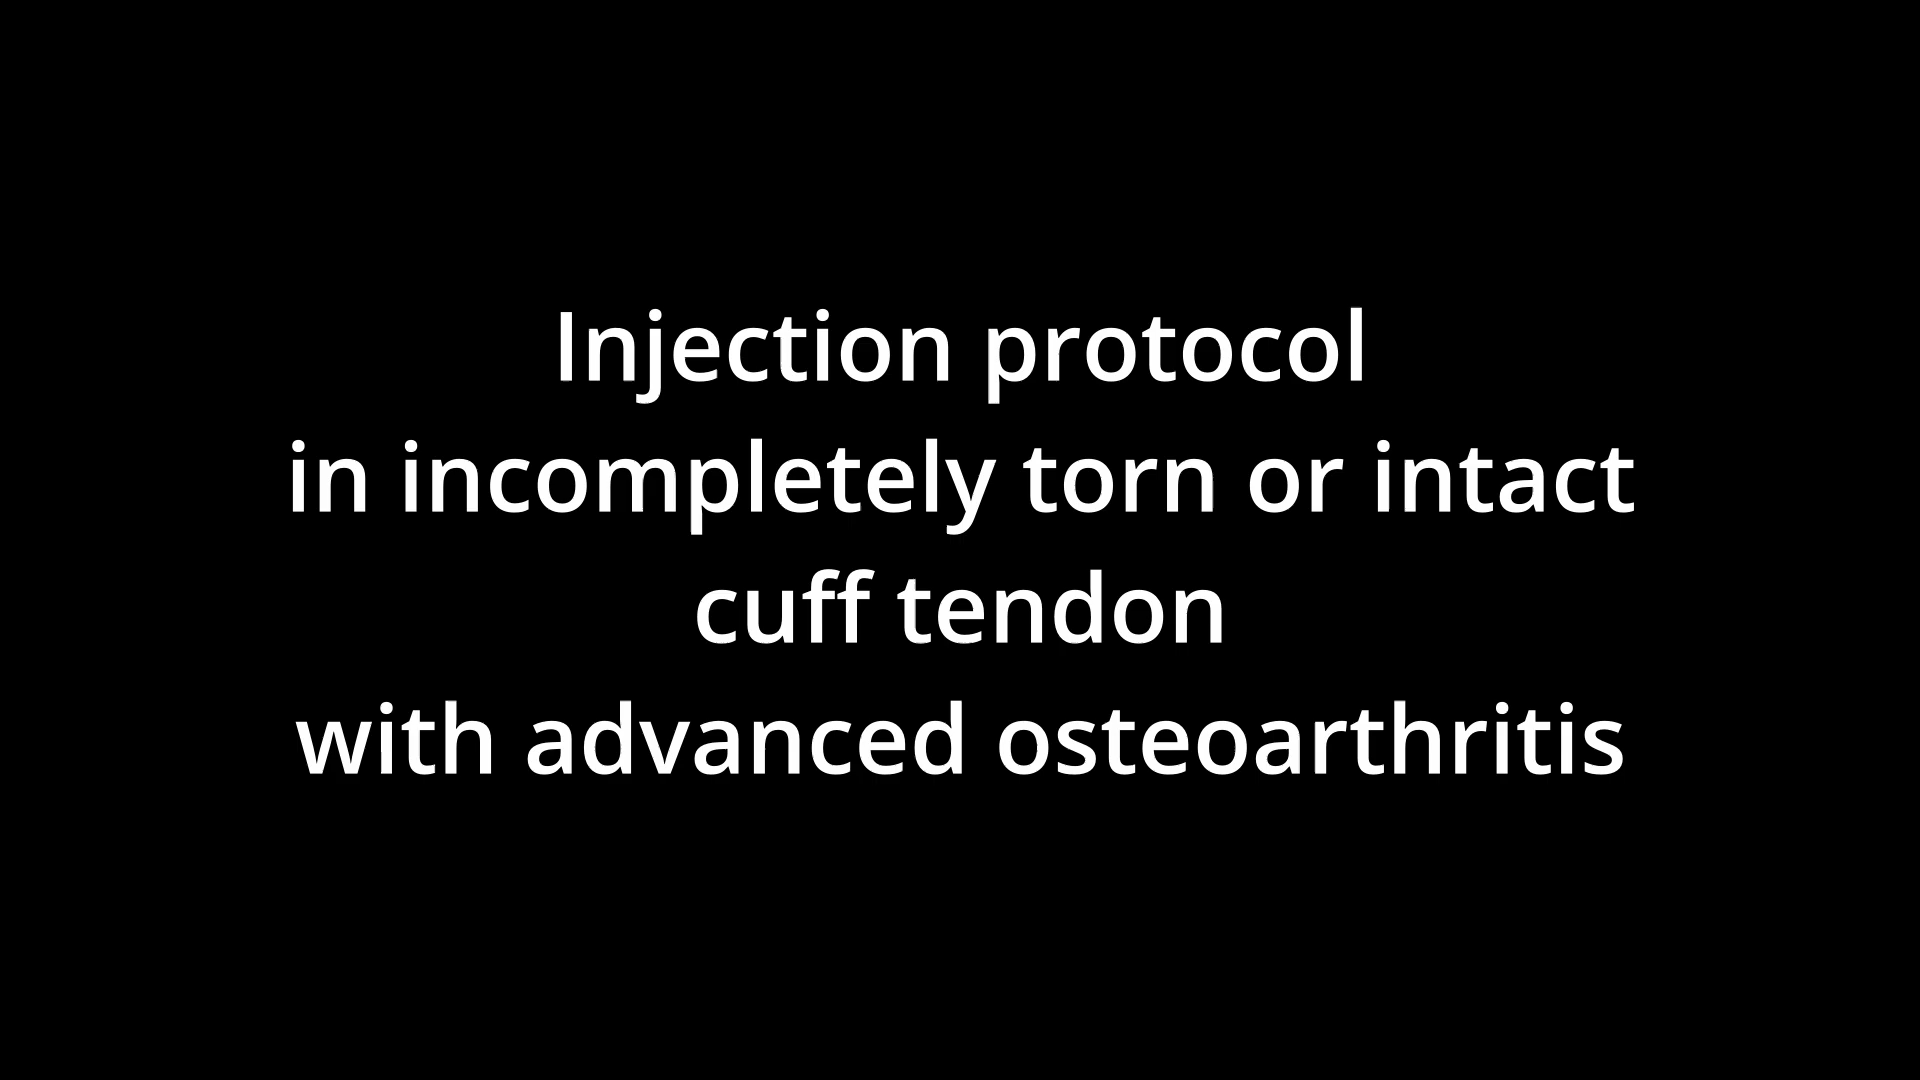 Injection protocol
in incompletely torn or intact
cuff tendon
with advanced osteoarthritis